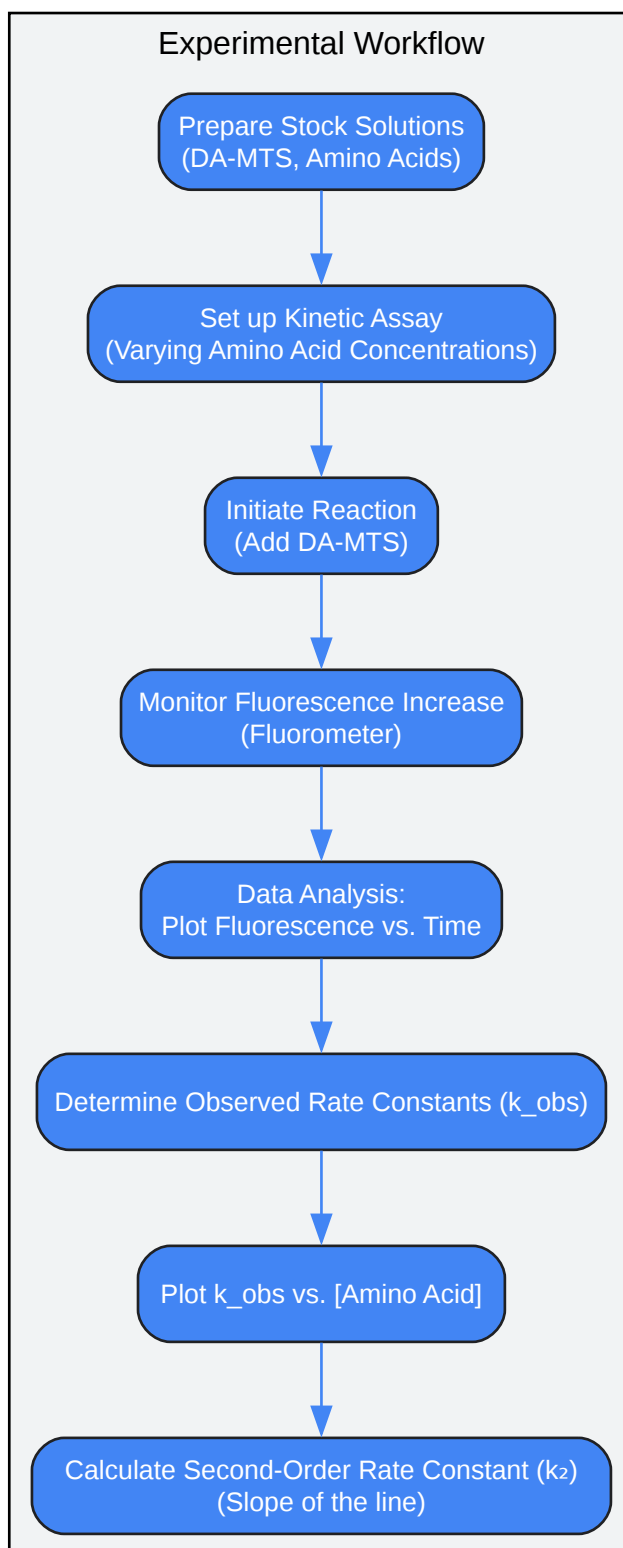 Experimental Workflow
Prepare Stock Solutions
(DA-MTS, Amino Acids)
Set up Kinetic Assay
(Varying Amino Acid Concentrations)
Initiate Reaction
(Add DA-MTS)
Monitor Fluorescence Increase
(Fluorometer)
Data Analysis:
Plot Fluorescence vs. Time
Determine Observed Rate Constants (k_obs)
Plot k_obs vs. [Amino Acid]
Calculate Second-Order Rate Constant (k₂)
(Slope of the line)